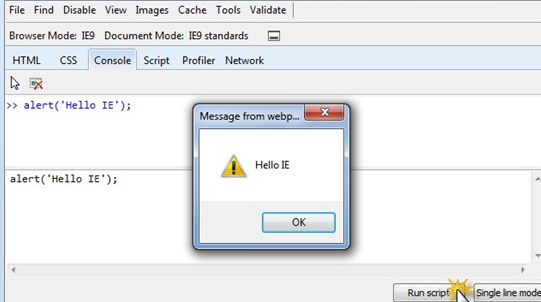 File Find Disable View Images Cache Tools Validate
Browser Mode: IE9 Document Mode: IE9 standards
HTML CSS Console Script Profiler Network
>> alert('Hello IE');
Message from webp...
Hello IE
OK
alert('Hello IE');
Run script Single line mode